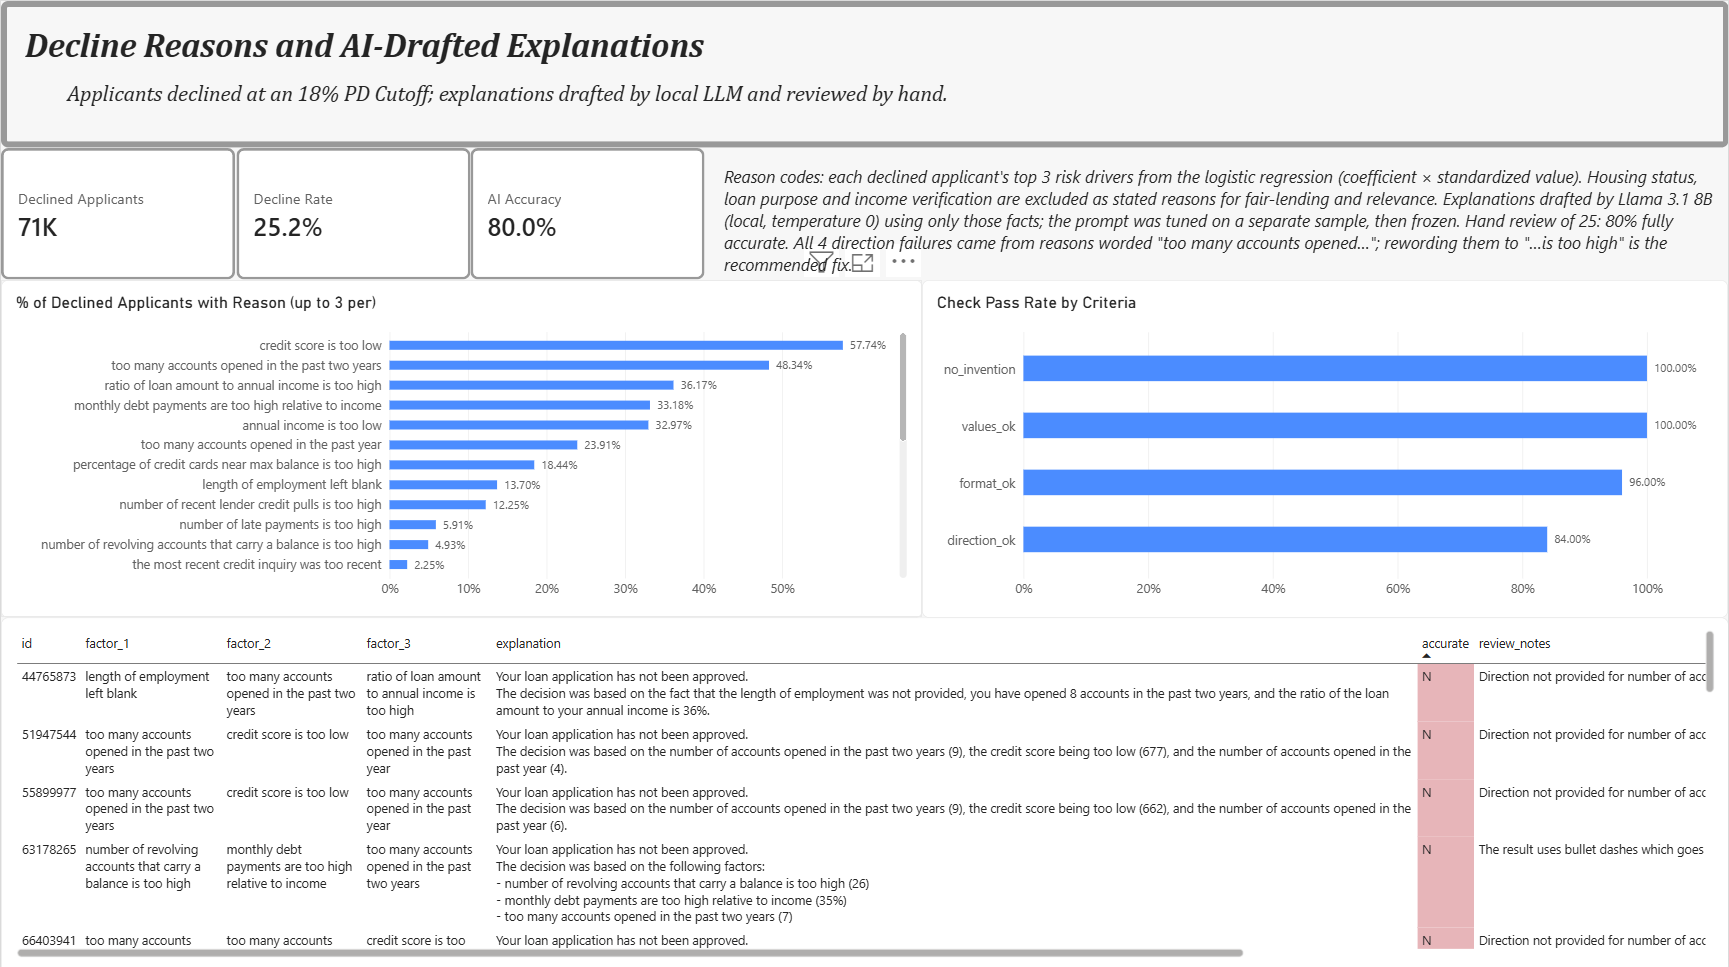 Decline Reasons and AI-Drafted Explanations
Applicants declined at an 18% PD Cutoff; explanations drafted by local LLM and reviewed by hand.
Declined Applicants
71K
Decline Rate
25.2%
AI Accuracy
80.0%
Reason codes: each declined applicant's top 3 risk drivers from the logistic regression (coefficient × standardized value). Housing status,
loan purpose and income verification are excluded as stated reasons for fair-lending and relevance. Explanations drafted by Llama 3.1 8B
(local, temperature 0) using only those facts; the prompt was tuned on a separate sample, then frozen. Hand review of 25: 80% fully
accurate. All 4 direction failures came from reasons worded "too many accounts opened..."; rewording them to "...is too high" is the
recommended fix.
% of Declined Applicants with Reason (up to 3 per)
credit score is too low 57.74%
too many accounts opened in the past two years 48.34%
ratio of loan amount to annual income is too high 36.17%
monthly debt payments are too high relative to income 33.18%
annual income is too low 32.97%
too many accounts opened in the past year 23.91%
percentage of credit cards near max balance is too high 18.44%
length of employment left blank 13.70%
number of recent lender credit pulls is too high 12.25%
number of late payments is too high 5.91%
number of revolving accounts that carry a balance is too high 4.93%
the most recent credit inquiry was too recent 2.25%
0% 10% 20% 30% 40% 50%
Check Pass Rate by Criteria
no_invention 100.00%
values_ok 100.00%
format_ok 96.00%
direction_ok 84.00%
0% 20% 40% 60% 80% 100%
id factor_1 factor_2 factor_3 explanation accurate review_notes
44765873 length of employment too many accounts ratio of loan amount Your loan application has not been approved. N Direction not provided for number of acc
left blank opened in the past two to annual income is The decision was based on the fact that the length of employment was not provided, you have opened 8 accounts in the past two years, and the ratio of the loan
years too high amount to your annual income is 36%.
51947544 too many accounts credit score is too low too many accounts Your loan application has not been approved. N Direction not provided for number of acc
opened in the past two opened in the past The decision was based on the number of accounts opened in the past two years (9), the credit score being too low (677), and the number of accounts opened in the
years year past year (4).
55899977 too many accounts credit score is too low too many accounts Your loan application has not been approved. N Direction not provided for number of acc
opened in the past two opened in the past The decision was based on the number of accounts opened in the past two years (9), the credit score being too low (662), and the number of accounts opened in the
years year past year (6).
63178265 number of revolving monthly debt too many accounts Your loan application has not been approved. N The result uses bullet dashes which goes
accounts that carry a payments are too high opened in the past The decision was based on the following factors:
balance is too high relative to income two years - number of revolving accounts that carry a balance is too high (26)
- monthly debt payments are too high relative to income (35%)
- too many accounts opened in the past two years (7)
66403941 too many accounts too many accounts credit score is too Your loan application has not been approved. N Direction not provided for number of acc